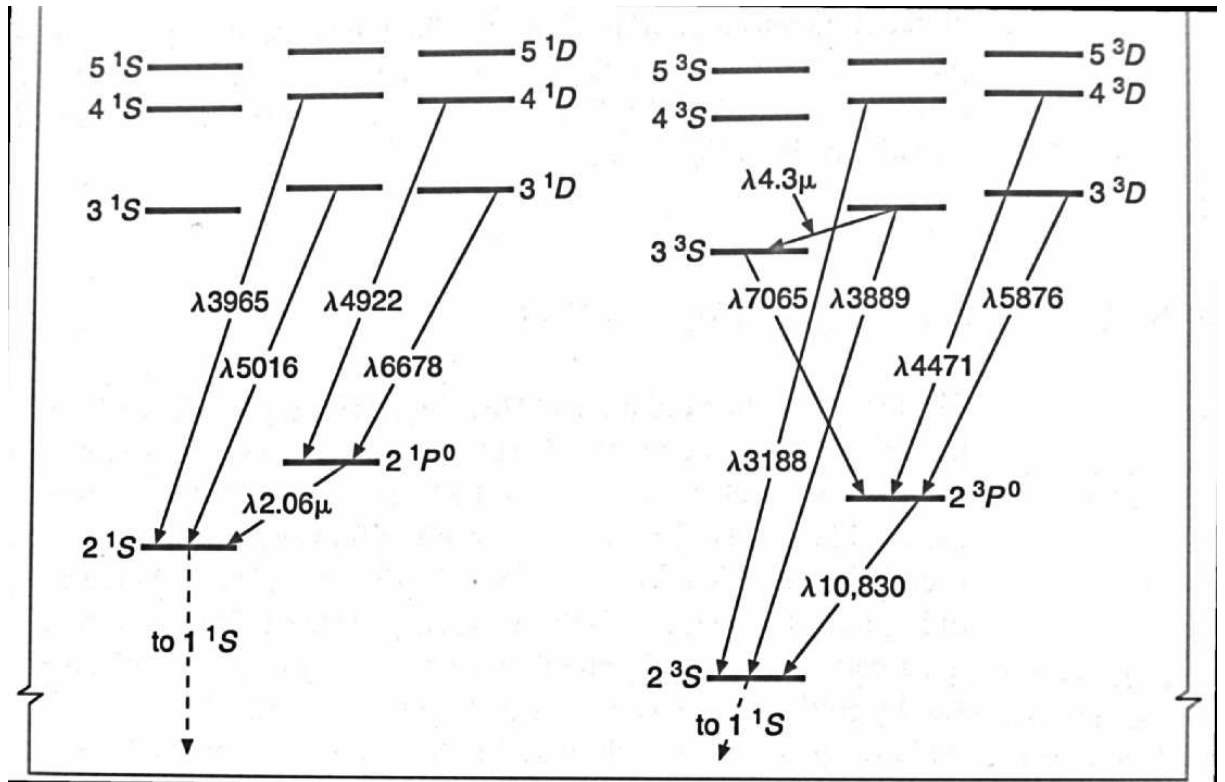 5 ¹S
5 ¹D
4 ¹S
4 ¹D
3 ¹S
3 ¹D
λ3965
λ4922
λ5016
λ6678
2 ¹P⁰
λ2.06μ
2 ¹S
to 1 ¹S
5 ³S
5 ³D
4 ³S
4 ³D
λ4.3μ
3 ³D
3 ³S
λ7065
λ3889
λ5876
λ4471
λ3188
2 ³P⁰
λ10,830
2 ³S
to 1 ¹S